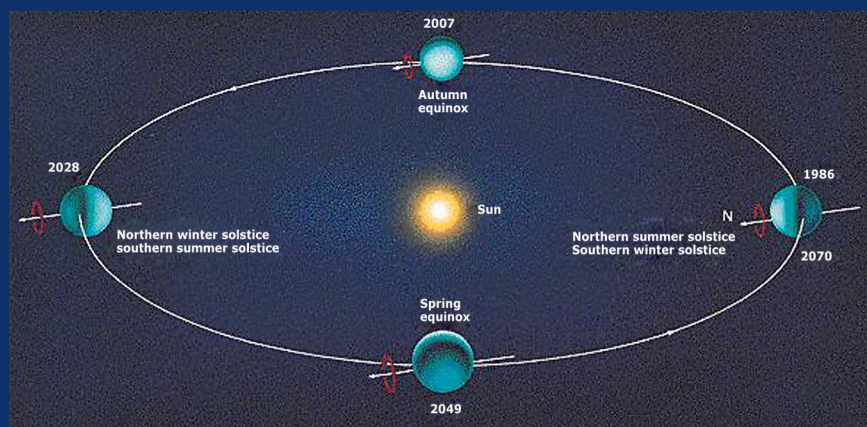 2007
Autumn
equinox
2028
1986
Sun
N
Northern winter solstice
southern summer solstice
Northern summer solstice
Southern winter solstice
2070
Spring
equinox
2049